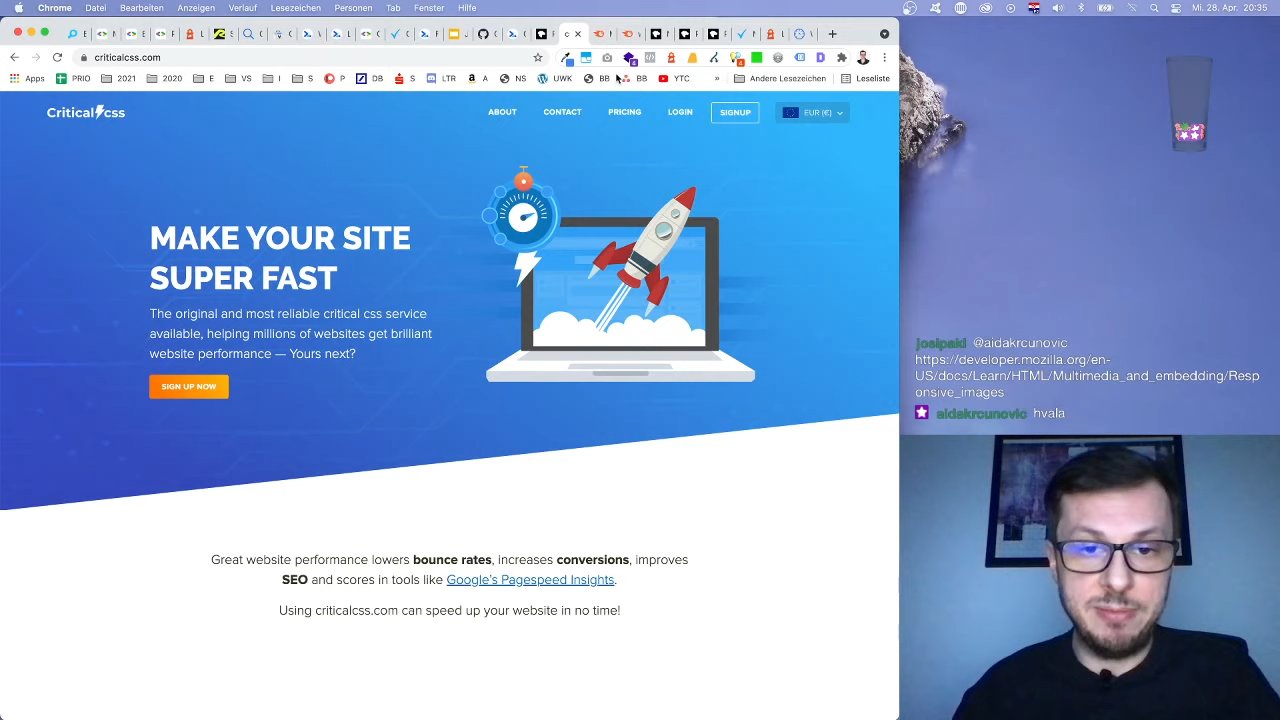 Chrome Datei Bearbeiten Anzeigen Verlauf Lesezeichen Personen Tab Fenster Hilfe
Mi. 28. Apr. 20:35
criticalcss.com
Apps PRIO 2021 2020 E VS I S P DB S LTR A NS UWK BB BB YTC » Andere Lesezeichen Leseliste
Critical css
ABOUT CONTACT PRICING LOGIN SIGNUP EUR (€)
MAKE YOUR SITE
SUPER FAST
The original and most reliable critical css service
available, helping millions of websites get brilliant
website performance — Yours next?
SIGN UP NOW
Great website performance lowers bounce rates, increases conversions, improves
SEO and scores in tools like Google's Pagespeed Insights.
Using criticalcss.com can speed up your website in no time!
josipaki @aidakrcunovic
https://developer.mozilla.org/en-
US/docs/Learn/HTML/Multimedia_and_embedding/Resp
onsive_images
aidakrcunovic hvala